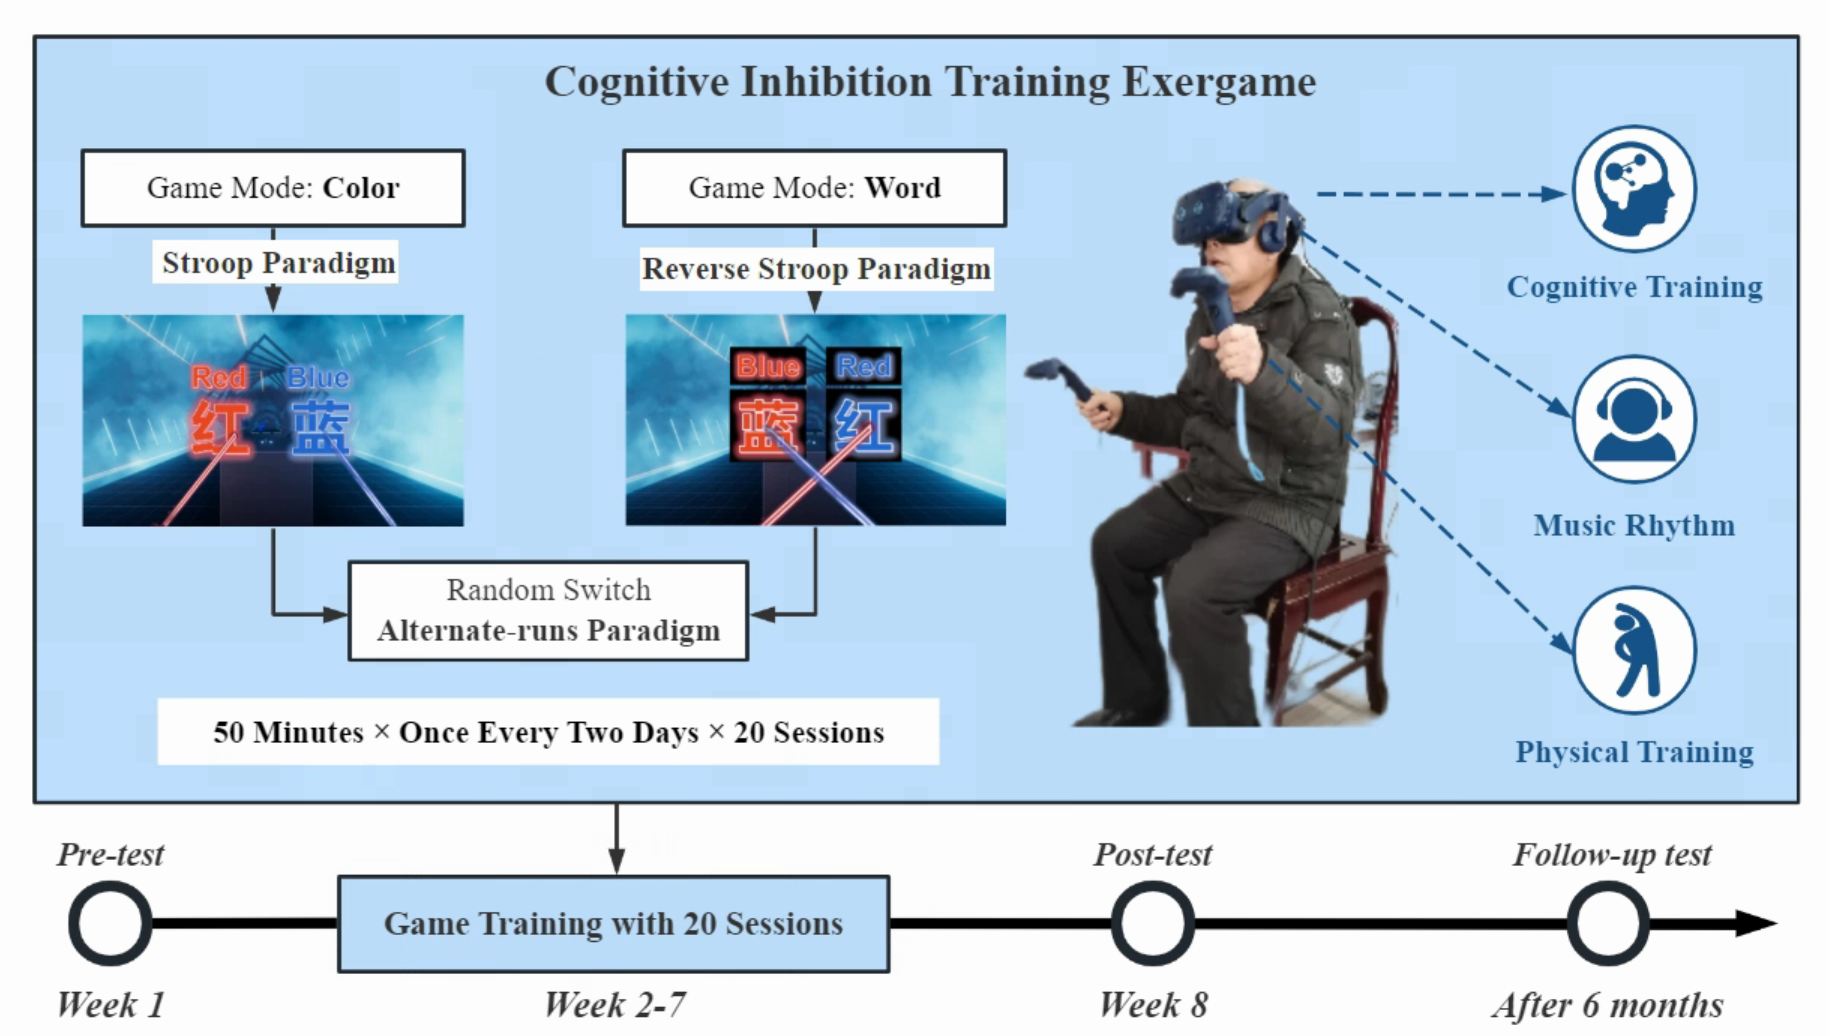 Cognitive Inhibition Training Exergame
Game Mode: Color
Stroop Paradigm
Red Blue
红 蓝
Game Mode: Word
Reverse Stroop Paradigm
Blue Red
蓝 红
Random Switch
Alternate-runs Paradigm
50 Minutes × Once Every Two Days × 20 Sessions
Cognitive Training
Music Rhythm
Physical Training
Pre-test
Post-test
Follow-up test
Game Training with 20 Sessions
Week 1
Week 2-7
Week 8
After 6 months